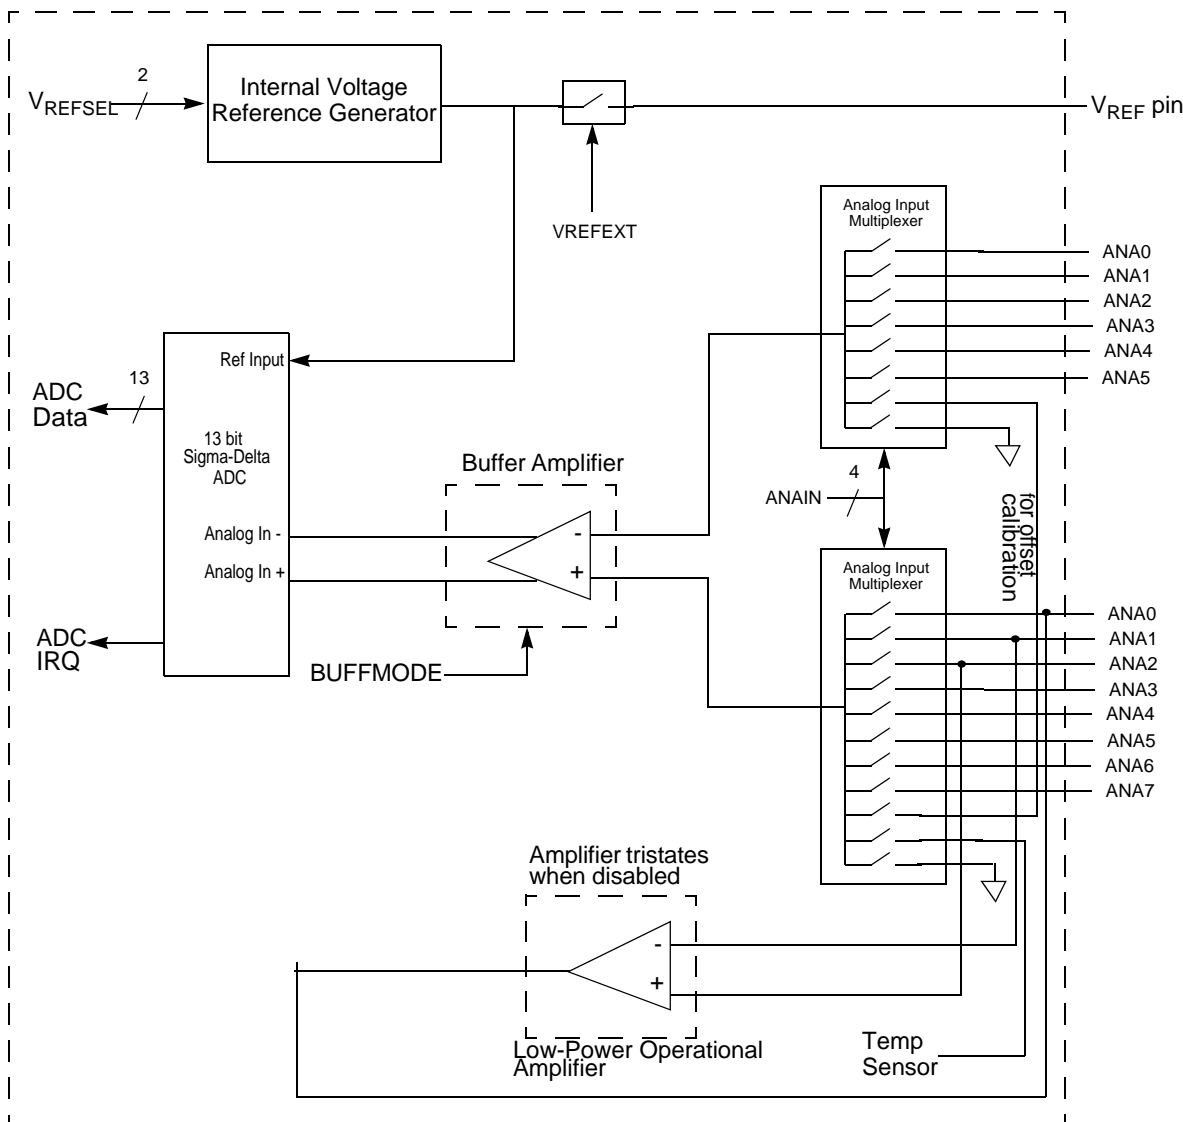 2
Internal Voltage
Reference Generator
VREFSEL
VREF pin
VREFEXT
Analog Input
Multiplexer
ANA0
ANA1
ANA2
ANA3
ANA4
ANA5
Ref Input
13
ADC
Data
13 bit
Sigma-Delta
ADC
Buffer Amplifier
4
ANAIN
for offset
calibration
Analog In -
-
Analog In +
+
Analog Input
Multiplexer
ADC
IRQ
BUFFMODE
ANA0
ANA1
ANA2
ANA3
ANA4
ANA5
ANA6
ANA7
Amplifier tristates
when disabled
-
+
Low-Power Operational
Amplifier
Temp
Sensor